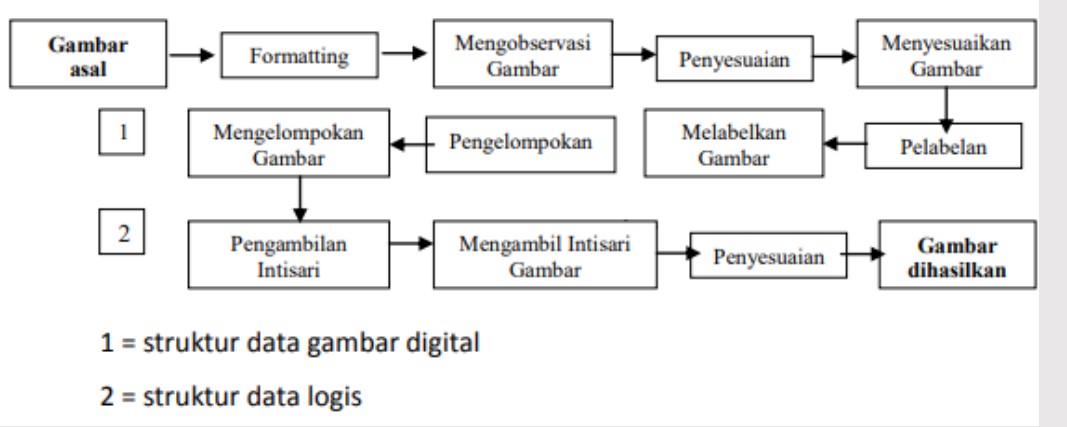 Gambar
asal
Formatting
Mengobservasi
Gambar
Penyesuaian
Menyesuaikan
Gambar
1
Mengelompokan
Gambar
Pengelompokan
Melabelkan
Gambar
Pelabelan
2
Pengambilan
Intisari
Mengambil Intisari
Gambar
Penyesuaian
Gambar
dihasilkan
1 = struktur data gambar digital
2 = struktur data logis